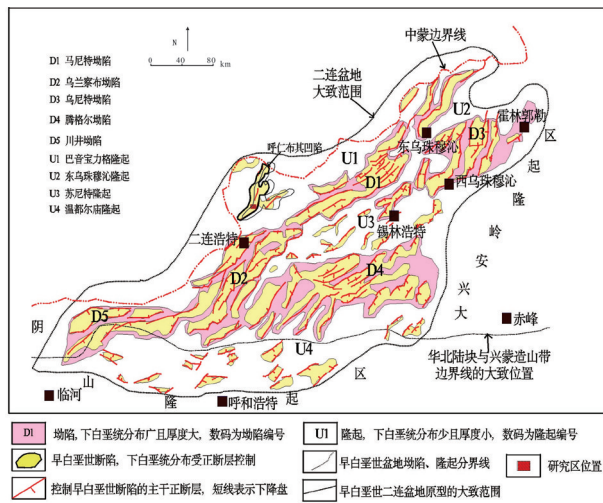 N
0 40 80 km
D1 马尼特坳陷
D2 乌兰察布坳陷
D3 乌尼特坳陷
D4 腾格尔坳陷
D5 川井坳陷
U1 巴音宝力格隆起
U2 东乌珠穆沁隆起
U3 苏尼特隆起
U4 温都尔庙隆起
中蒙边界线
二连盆地
大致范围
呼仁布其凹陷
U2
霍林郭勒
D3
东乌珠穆沁
U1
D1
西乌珠穆沁
U3
锡林浩特
二连浩特
D2
D4
大兴安岭隆起区
D5
赤峰
U4
华北陆块与兴蒙造山带
边界线的大致位置
阴山隆起区
临河
呼和浩特
D1 坳陷,下白垩统分布广且厚度大,数码为坳陷编号
U1 隆起,下白垩统分布少且厚度小,数码为隆起编号
早白垩世断陷,下白垩统分布受正断层控制
早白垩世盆地坳陷、隆起分界线
研究区位置
控制早白垩世断陷的主干正断层,短线表示下降盘
早白垩世二连盆地原型的大致范围